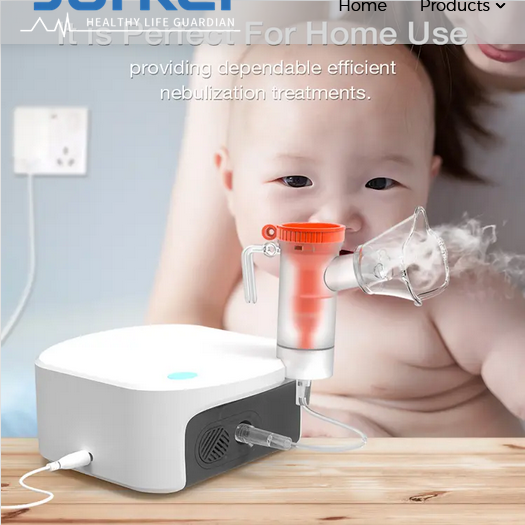 Home Products
HEALTHY LIFE GUARDIAN
It is Perfect For Home Use
providing dependable efficient
nebulization treatments.